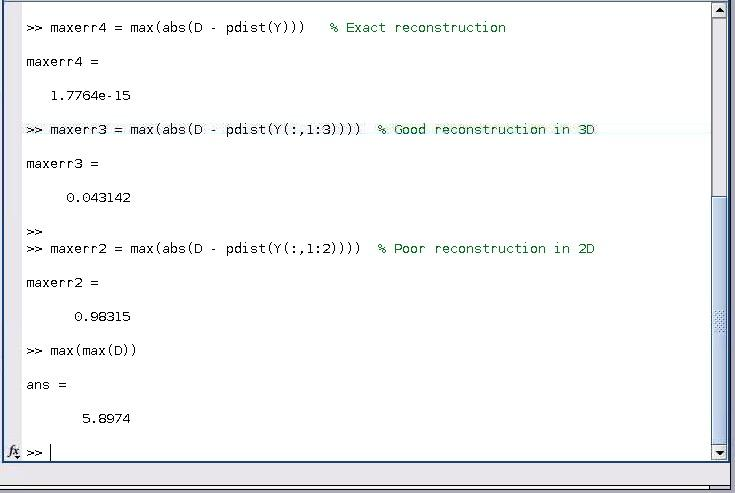 >> maxerr4 = max(abs(D - pdist(Y)))   % Exact reconstruction
maxerr4 =
1.7764e-15
>> maxerr3 = max(abs(D - pdist(Y(:,1:3))))  % Good reconstruction in 3D
maxerr3 =
0.043142
>>
>> maxerr2 = max(abs(D - pdist(Y(:,1:2))))  % Poor reconstruction in 2D
maxerr2 =
0.98315
>> max(max(D))
ans =
5.8974
fx >>